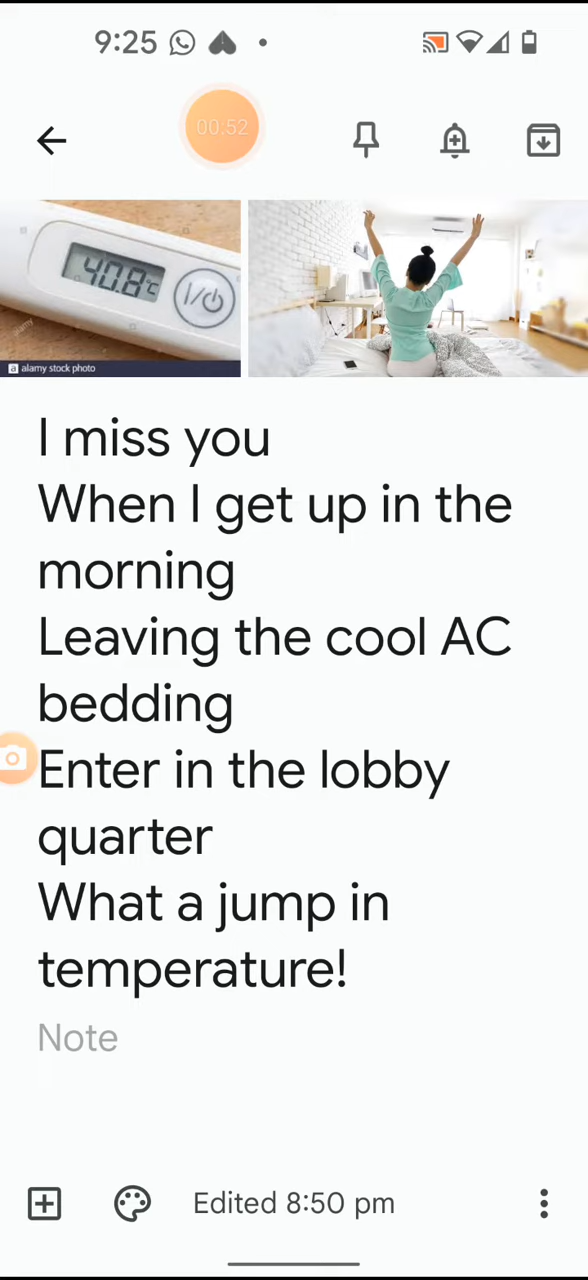 9:25
00:52
40.8°C
I/
alamy
a alamy stock photo
I miss you
When I get up in the
morning
Leaving the cool AC
bedding
Enter in the lobby
quarter
What a jump in
temperature!
Note
Edited 8:50 pm